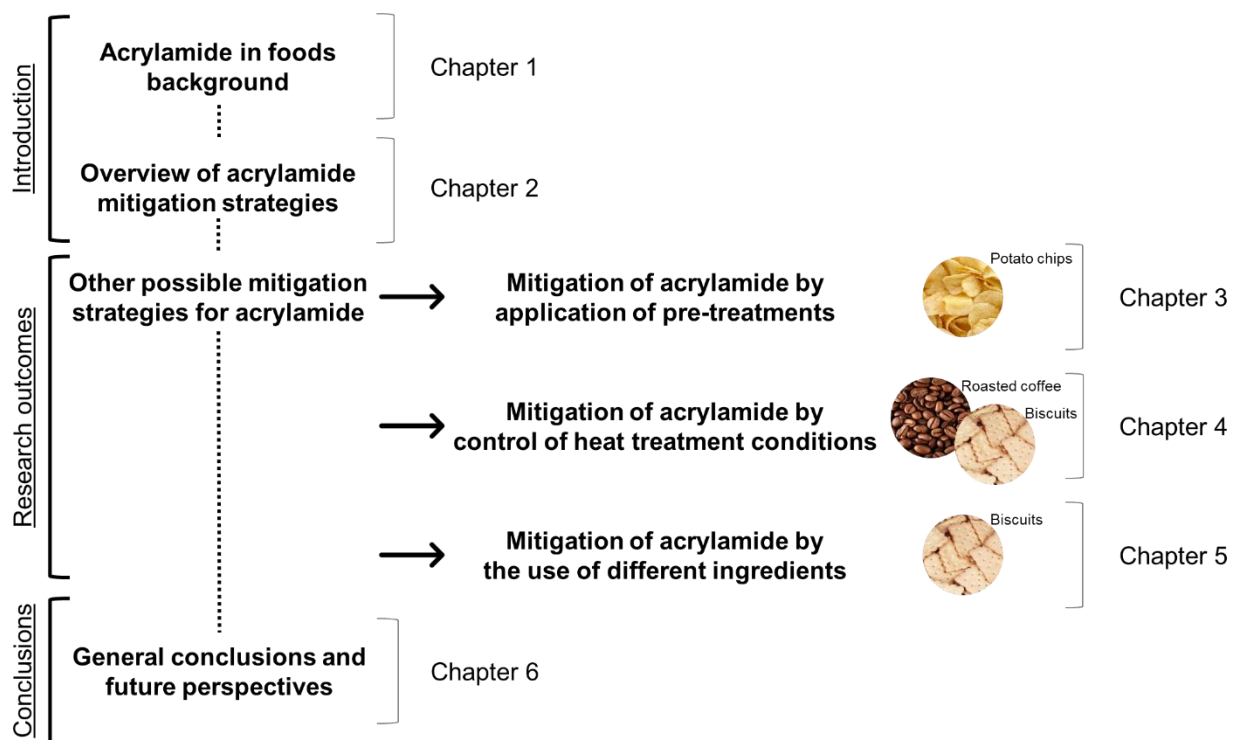 Introduction
Acrylamide in foods
background
Chapter 1
Overview of acrylamide
mitigation strategies
Chapter 2
Research outcomes
Other possible mitigation
strategies for acrylamide
Mitigation of acrylamide by
application of pre-treatments
Potato chips
Chapter 3
Mitigation of acrylamide by
control of heat treatment conditions
Roasted coffee
Biscuits
Chapter 4
Mitigation of acrylamide by
the use of different ingredients
Biscuits
Chapter 5
Conclusions
General conclusions and
future perspectives
Chapter 6